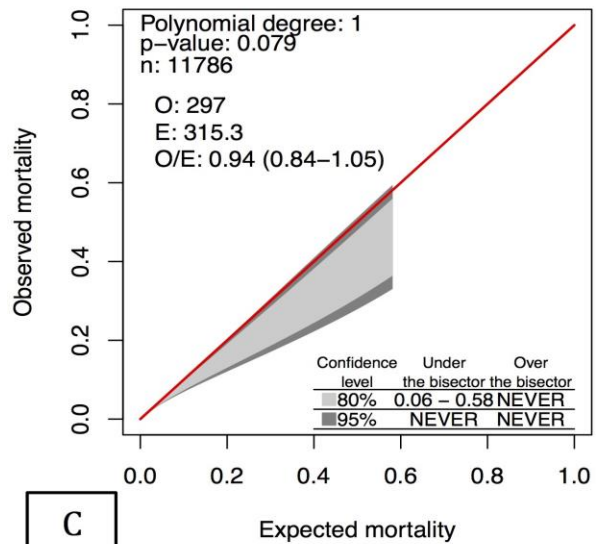 Polynomial degree: 1
p−value: 0.079
n: 11786
O: 297
E: 315.3
O/E: 0.94 (0.84−1.05)
Observed mortality
1.0
0.8
0.6
0.4
0.2
0.0
Confidence Under Over
level the bisector the bisector
80% 0.06 − 0.58 NEVER
95% NEVER NEVER
0.0 0.2 0.4 0.6 0.8 1.0
C
Expected mortality